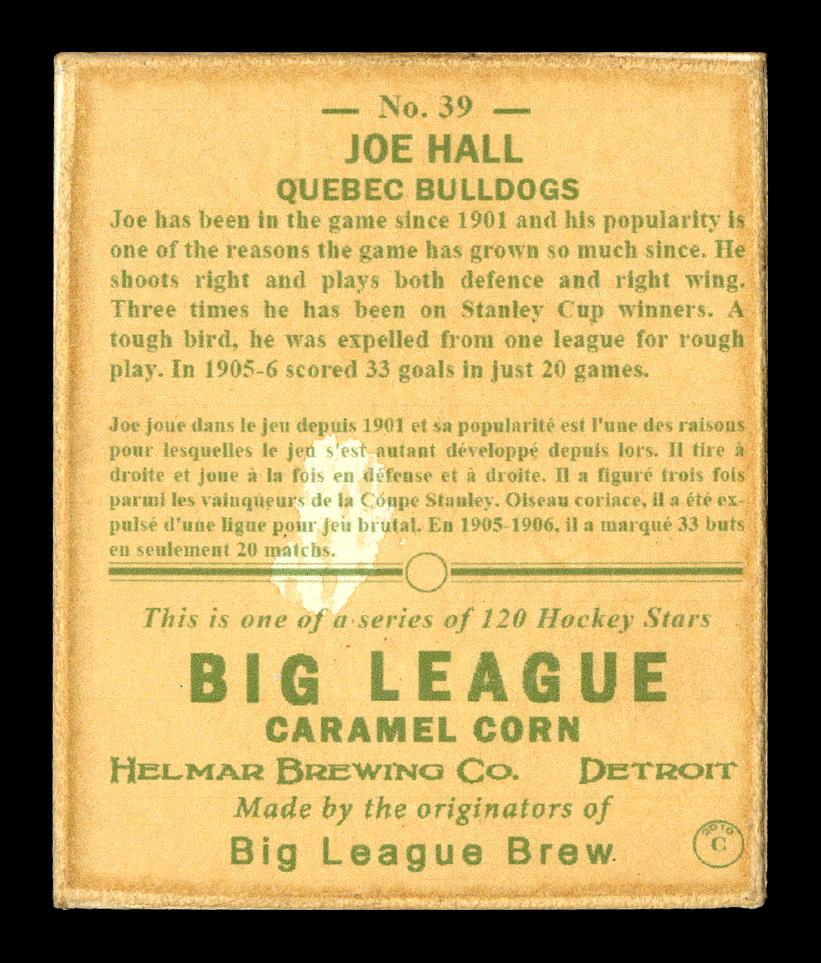 — No. 39 —
JOE HALL
QUEBEC BULLDOGS
Joe has been in the game since 1901 and his popularity is
one of the reasons the game has grown so much since. He
shoots right and plays both defence and right wing.
Three times he has been on Stanley Cup winners. A
tough bird, he was expelled from one league for rough
play. In 1905-6 scored 33 goals in just 20 games.
Joe joue dans le jeu depuis 1901 et sa popularité est l'une des raisons
pour lesquelles le jeu s'est autant développé depuis lors. Il tire à
droite et joue à la fois en défense et à droite. Il a figuré trois fois
parmi les vainqueurs de la Coupe Stanley. Oiseau coriace, il a été ex-
pulsé d'une ligue pour jeu brutal. En 1905-1906, il a marqué 33 buts
en seulement 20 matchs.
This is one of a series of 120 Hockey Stars
BIG LEAGUE
CARAMEL CORN
HELMAR BREWING CO. DETROIT
Made by the originators of
Big League Brew
2010
C